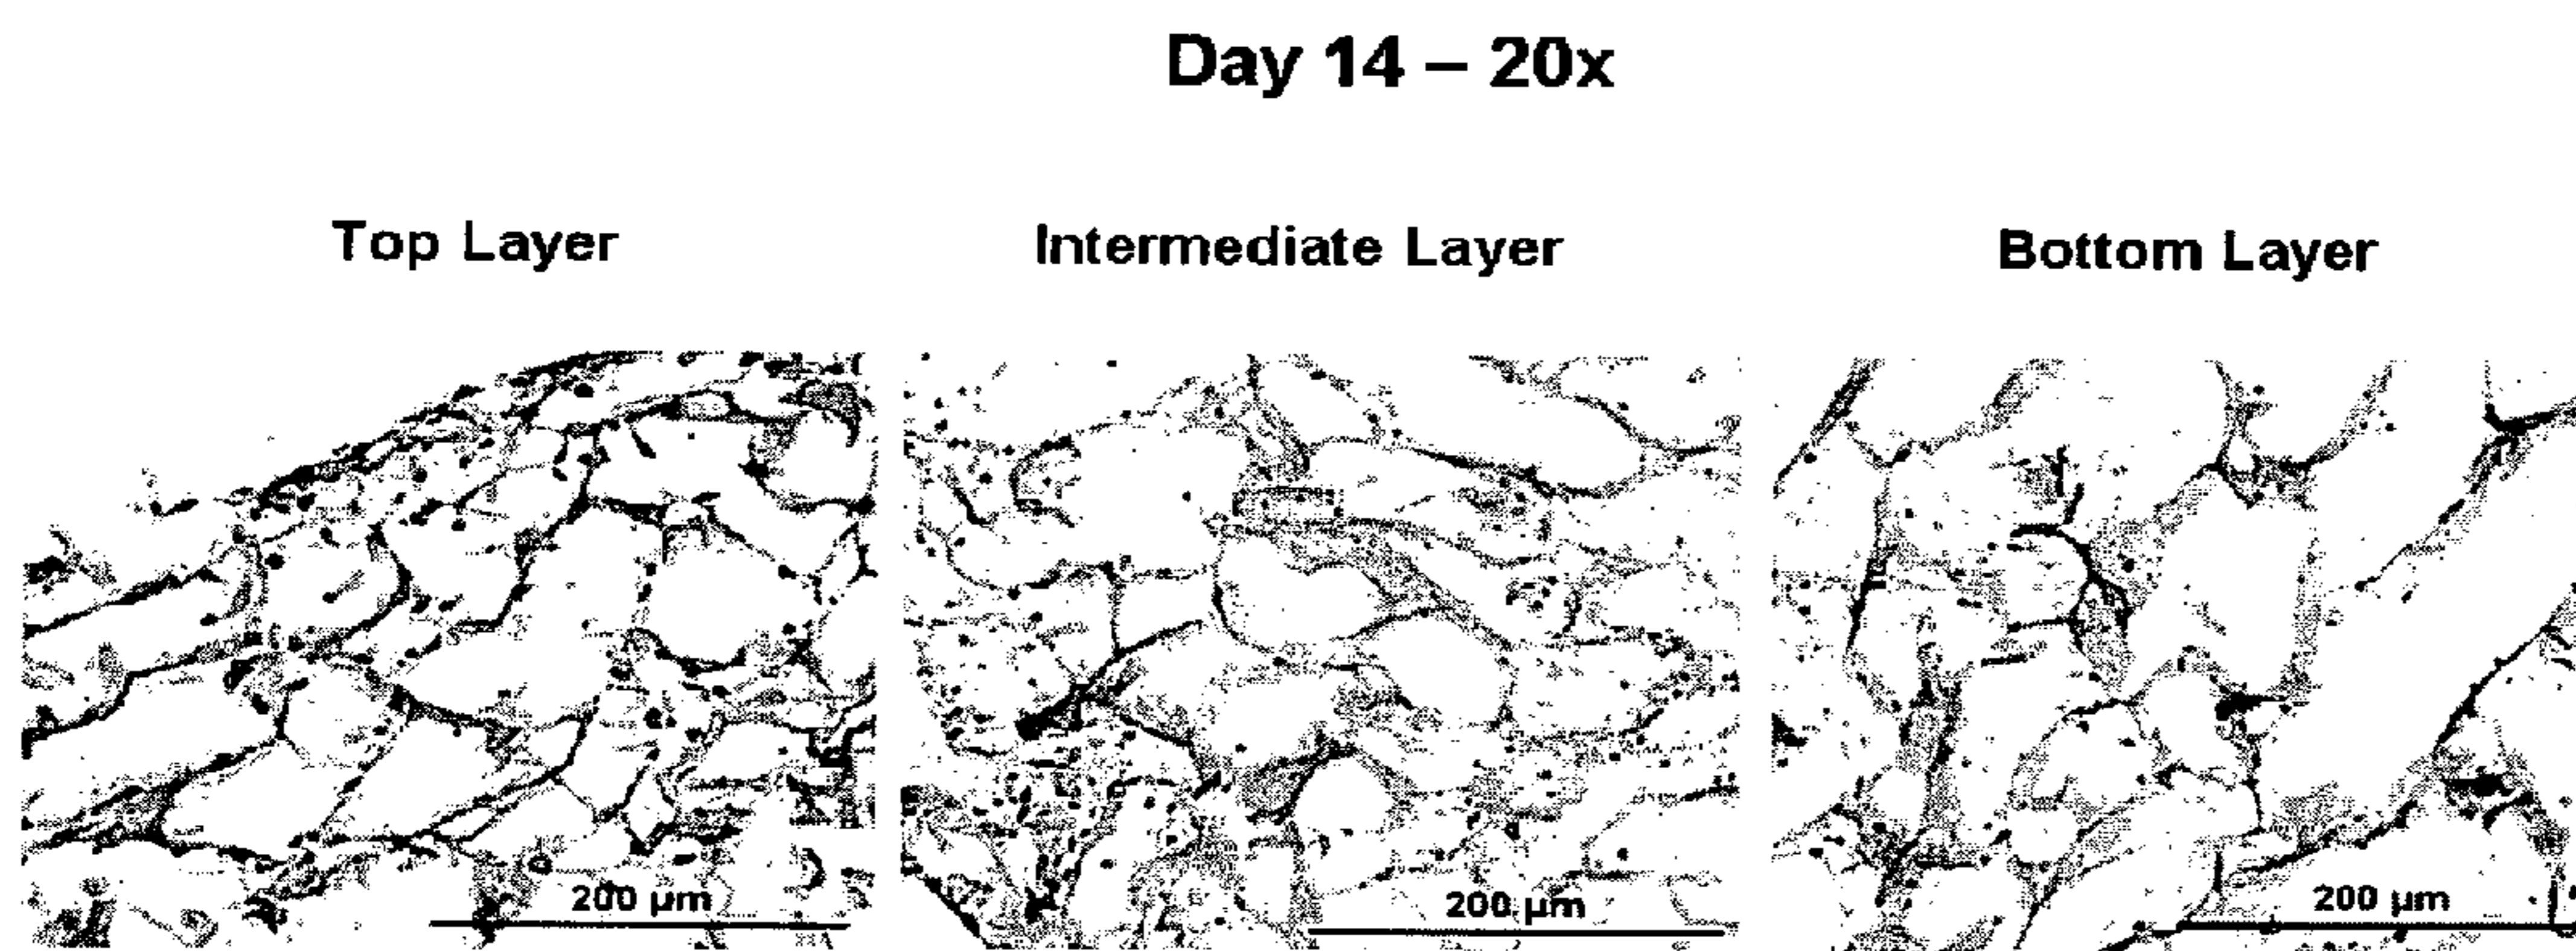 Day 14 – 20x
Top Layer
Intermediate Layer
Bottom Layer
200 µm
200 µm
200 µm